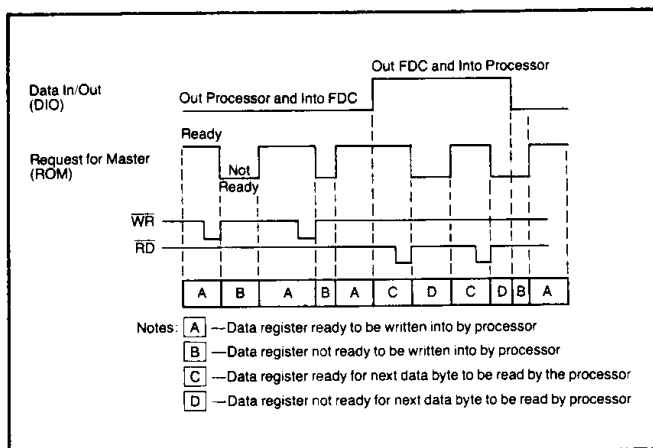 Out FDC and Into Processor
Data In/Out
(DIO)
Out Processor and Into FDC
Ready
Request for Master
(ROM)
Not
Ready
WR
RD
A B A B A C D C D B A
Notes: A —Data register ready to be written into by processor
B —Data register not ready to be written into by processor
C —Data register ready for next data byte to be read by the processor
D —Data register not ready for next data byte to be read by processor